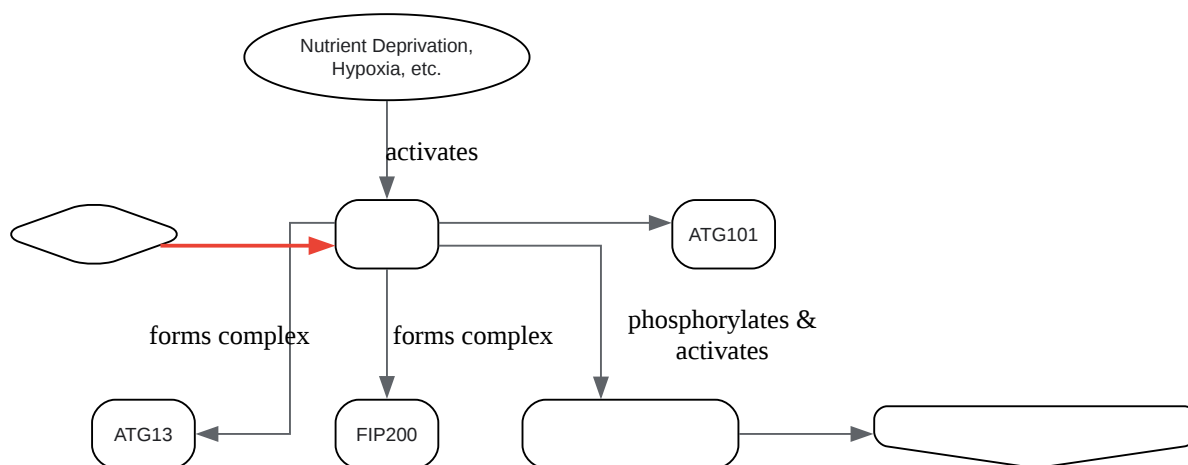 Nutrient Deprivation,
Hypoxia, etc.
activates
ATG101
forms complex
forms complex
phosphorylates &
activates
ATG13
FIP200